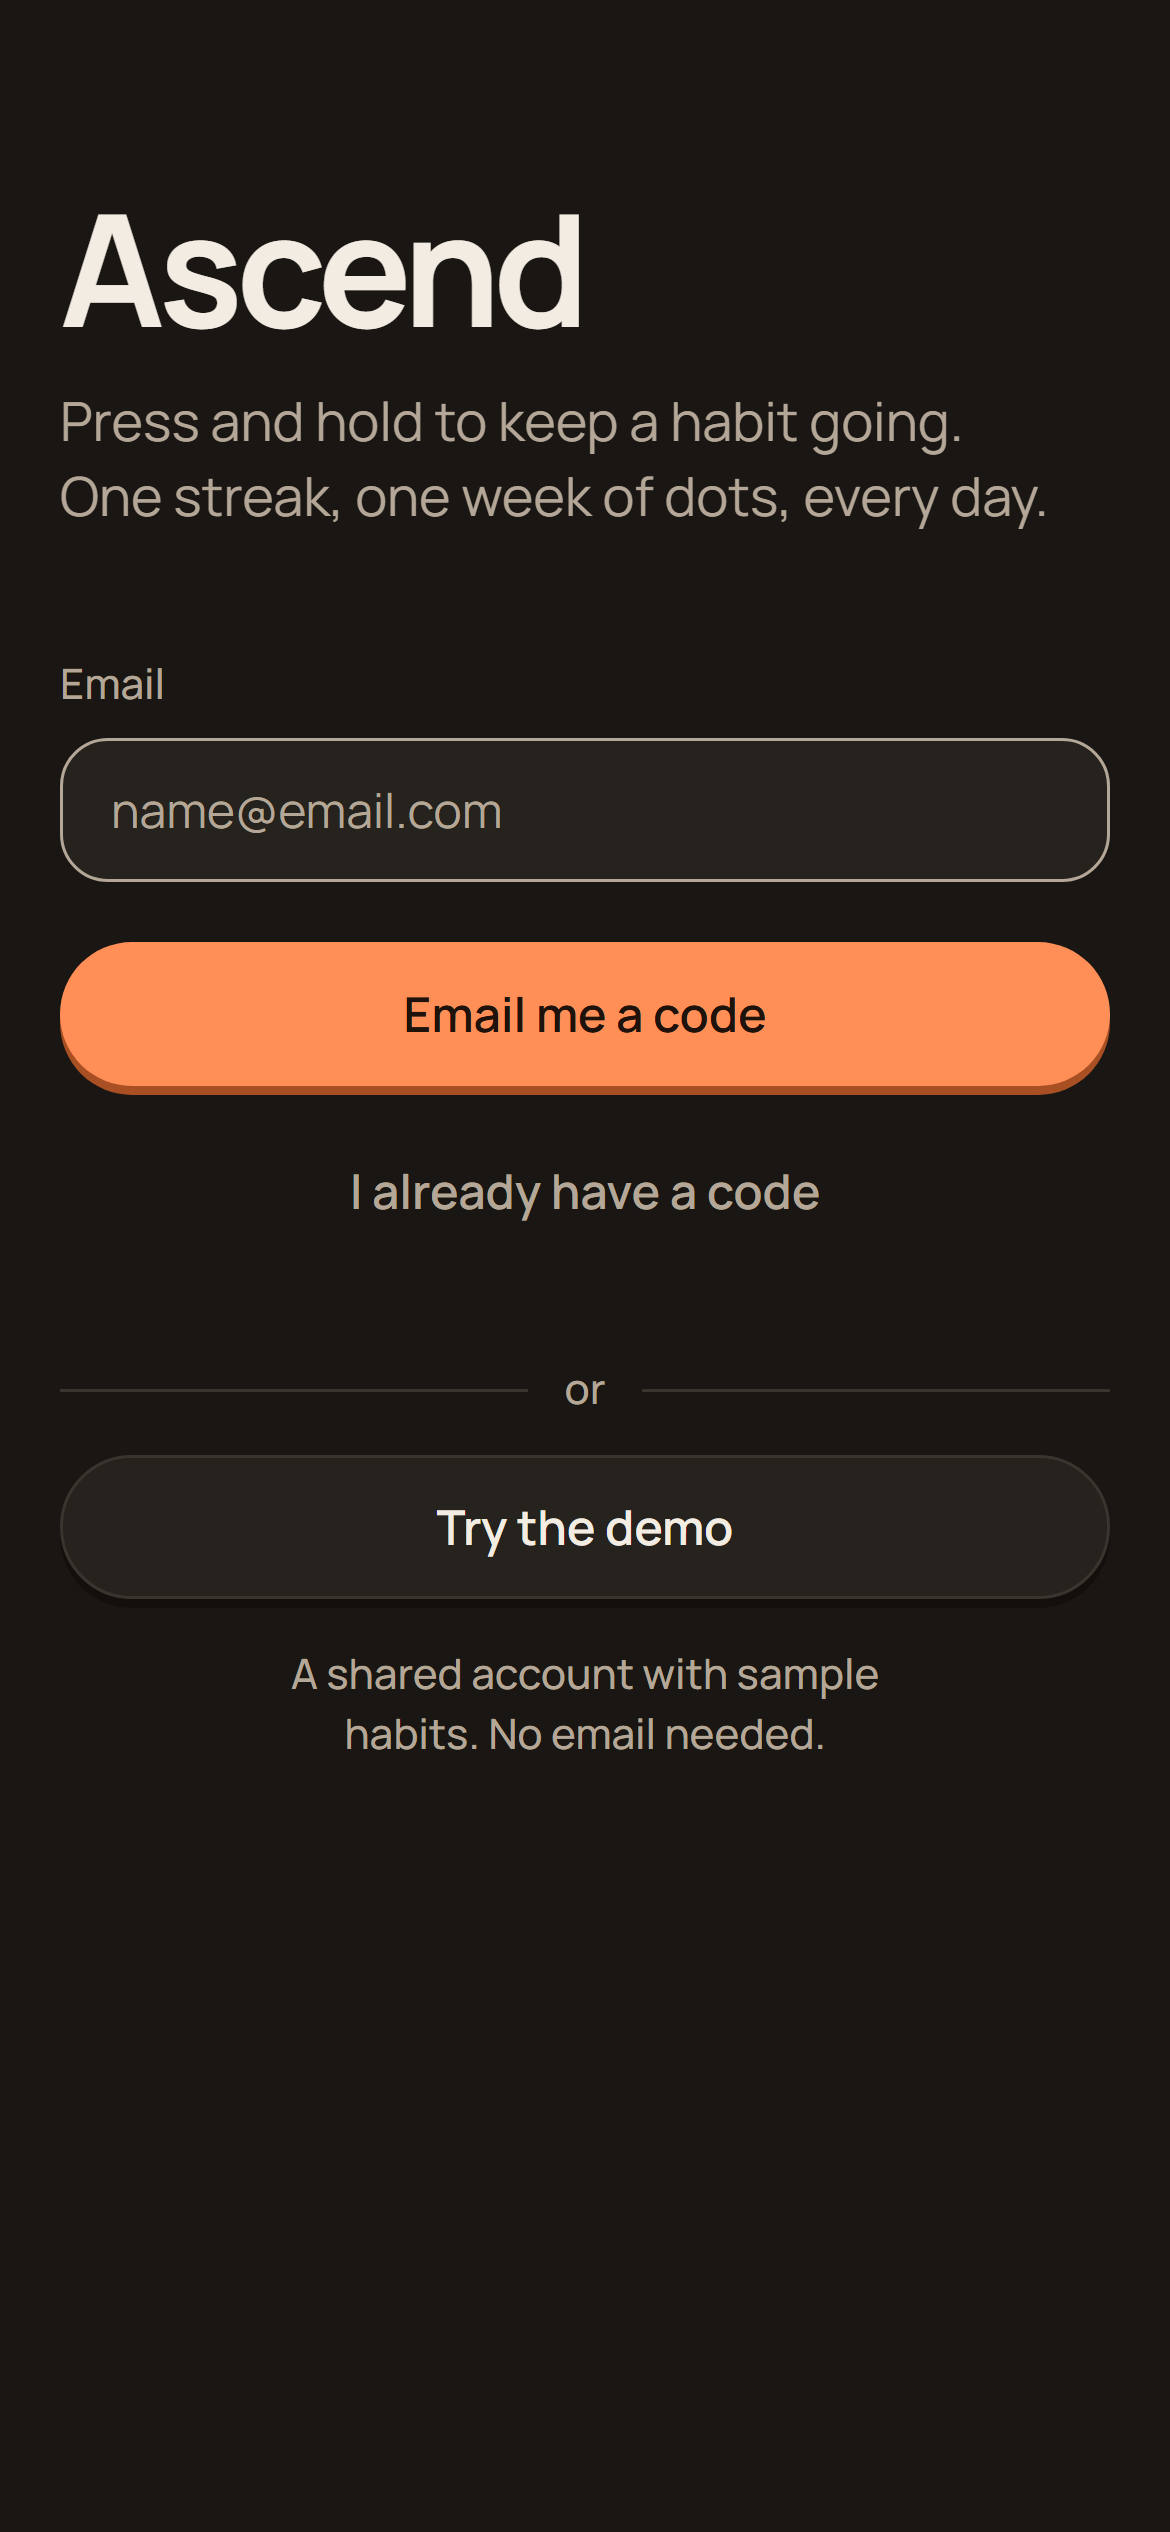 Ascend
Press and hold to keep a habit going.
One streak, one week of dots, every day.
Email
name@email.com
Email me a code
I already have a code
or
Try the demo
A shared account with sample
habits. No email needed.